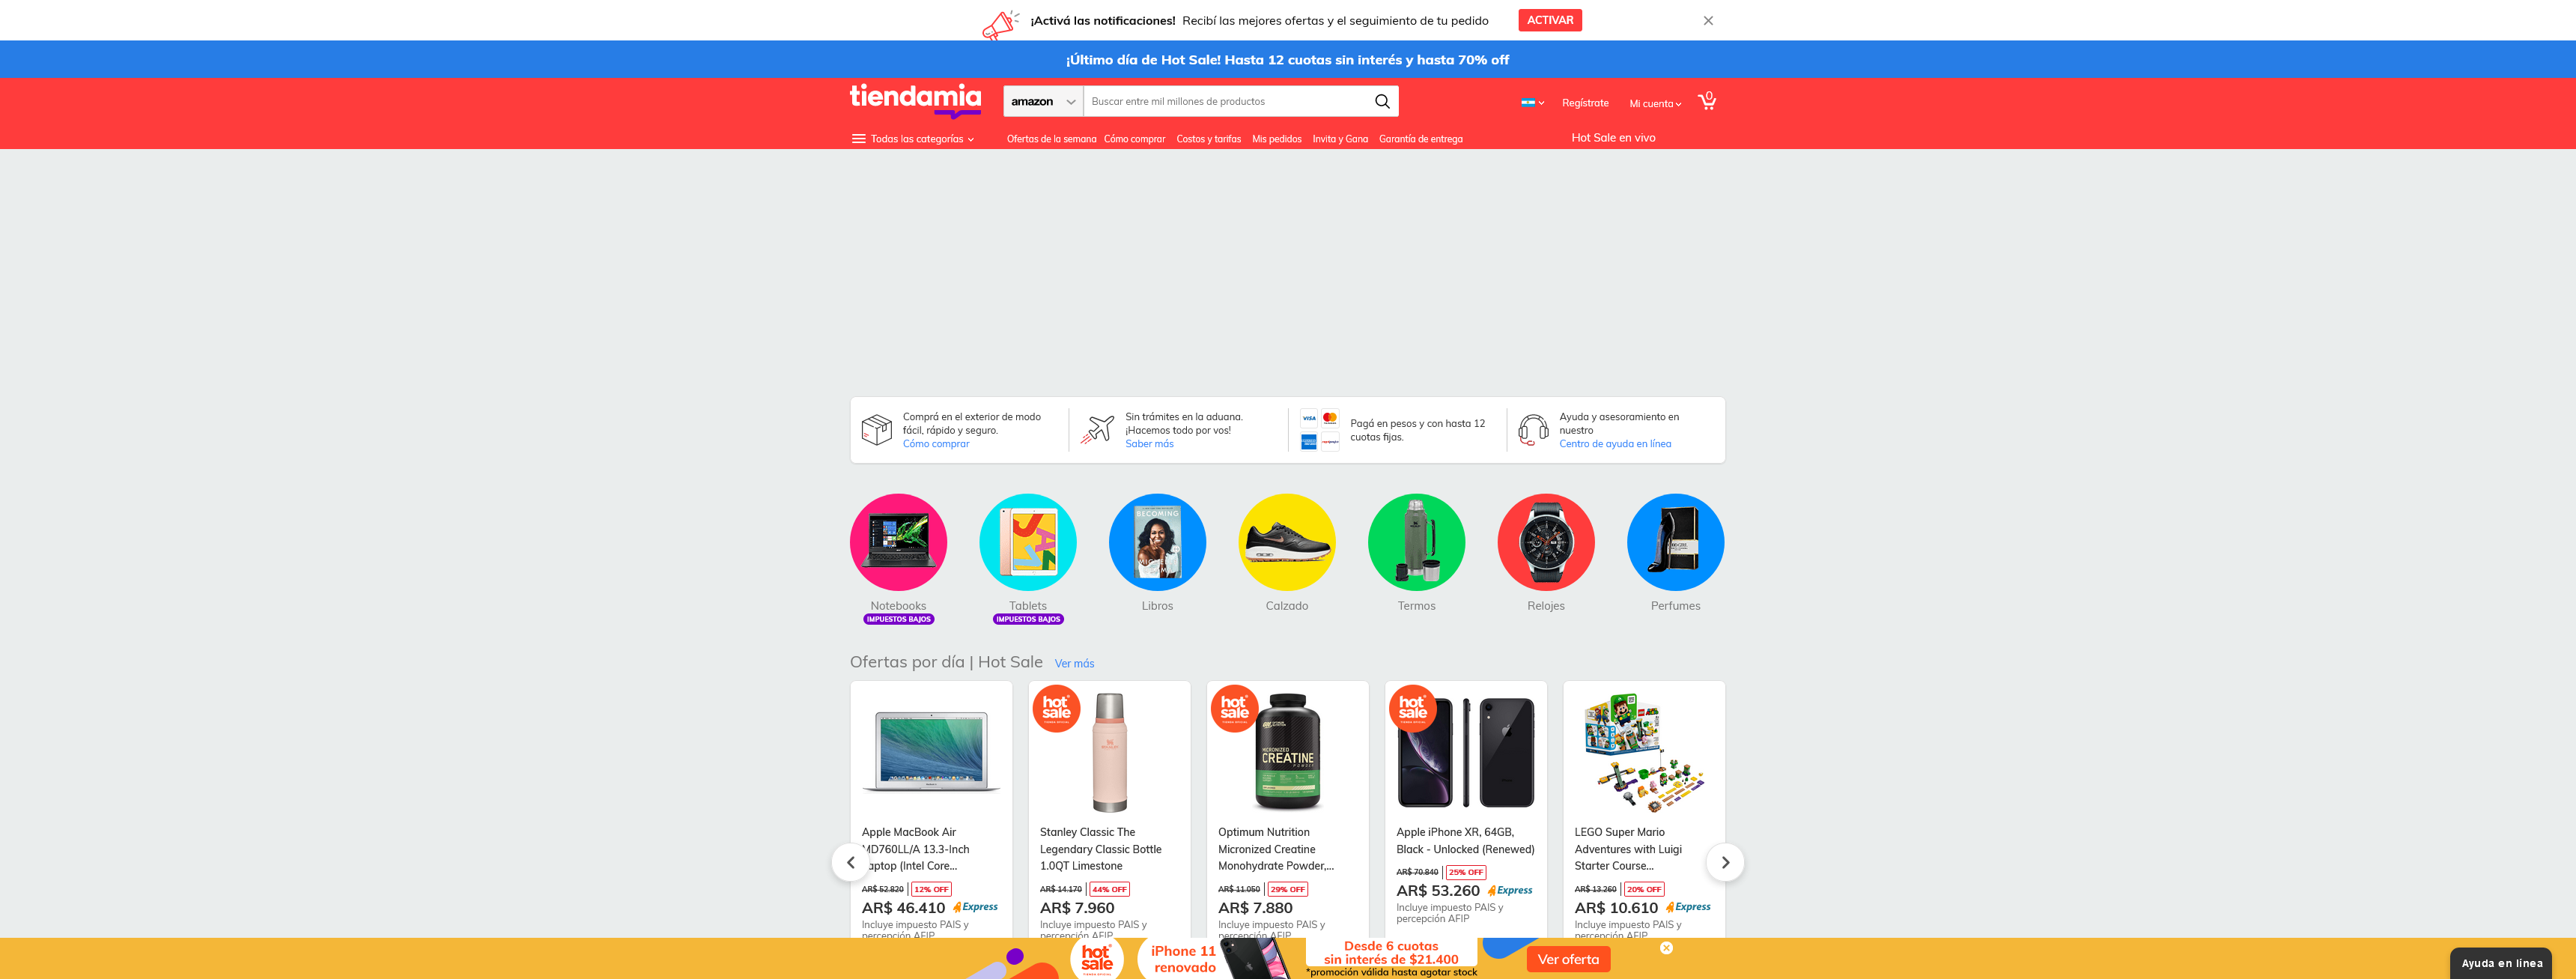 ¡Activá las notificaciones! Recibí las mejores ofertas y el seguimiento de tu pedido ACTIVAR
¡Último día de Hot Sale! Hasta 12 cuotas sin interés y hasta 70% off
tiendamia amazon Buscar entre mil millones de productos Regístrate Mi cuenta 0
Todas las categorías Ofertas de la semana Cómo comprar Costos y tarifas Mis pedidos Invita y Gana Garantía de entrega Hot Sale en vivo
Comprá en el exterior de modo
fácil, rápido y seguro.
Cómo comprar
Sin trámites en la aduana.
¡Hacemos todo por vos!
Saber más
VISA
Pagá en pesos y con hasta 12
cuotas fijas.
Ayuda y asesoramiento en
nuestro
Centro de ayuda en línea
BECOMING
Notebooks Tablets Libros Calzado Termos Relojes Perfumes
IMPUESTOS BAJOS IMPUESTOS BAJOS
Ofertas por día | Hot Sale Ver más
Apple MacBook Air
MD760LL/A 13.3-Inch
Laptop (Intel Core...
AR$ 52.820 12% OFF
AR$ 46.410 Express
Incluye impuesto PAIS y
percepción AFIP
hot
sale
Stanley Classic The
Legendary Classic Bottle
1.0QT Limestone
AR$ 14.170 44% OFF
AR$ 7.960
Incluye impuesto PAIS y
percepción AFIP
hot
sale
MICRONIZED
CREATINE
POWDER
Optimum Nutrition
Micronized Creatine
Monohydrate Powder,...
AR$ 11.050 29% OFF
AR$ 7.880
Incluye impuesto PAIS y
percepción AFIP
hot
sale
Apple iPhone XR, 64GB,
Black - Unlocked (Renewed)
AR$ 70.840 25% OFF
AR$ 53.260 Express
Incluye impuesto PAIS y
percepción AFIP
LEGO Super Mario
Adventures with Luigi
Starter Course...
AR$ 13.260 20% OFF
AR$ 10.610 Express
Incluye impuesto PAIS y
percepción AFIP
hot
sale
iPhone 11
renovado
Desde 6 cuotas
sin interés de $21.400
*promoción válida hasta agotar stock
Ver oferta
Ayuda en línea